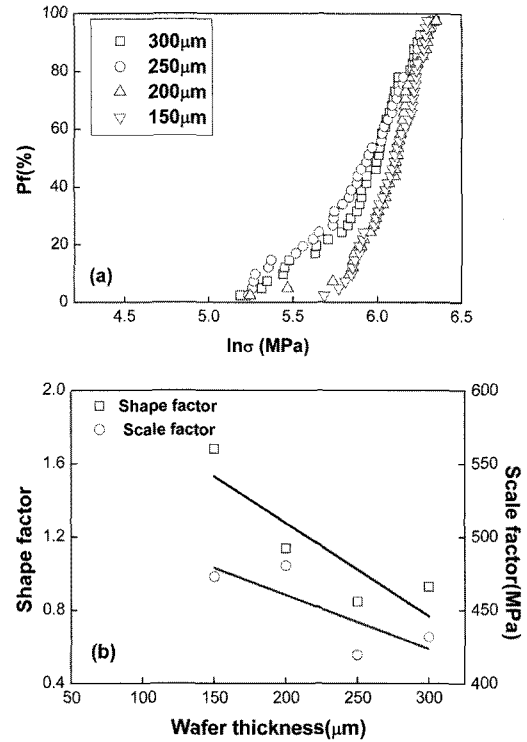 100
80
60
40
20
0
Pf(%)
300μm
250μm
200μm
150μm
(a)
4.5 5.0 5.5 6.0 6.5
lnσ (MPa)
2.0
1.6
1.2
0.8
0.4
Shape factor
Shape factor
Scale factor
600
550
500
450
400
Scale factor(MPa)
(b)
50 100 150 200 250 300
Wafer thickness(μm)